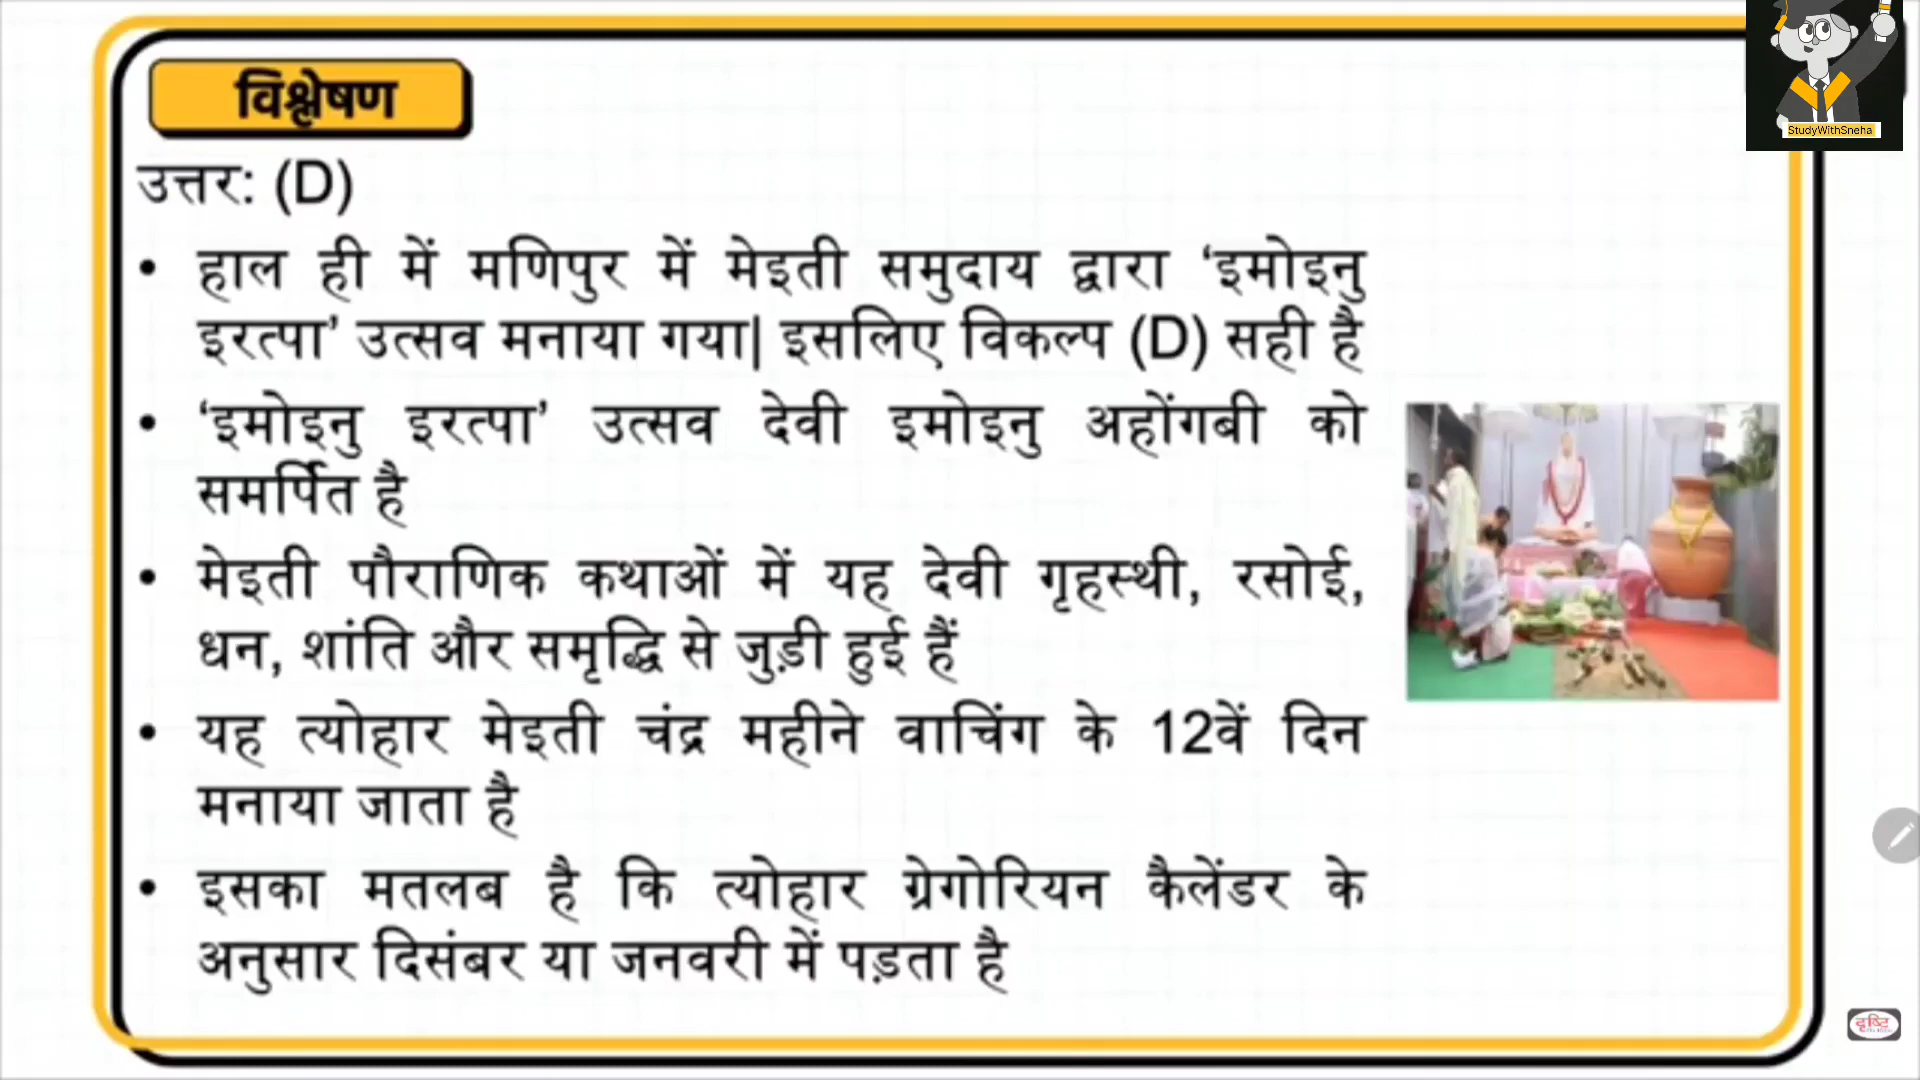 विश्लेषण
StudyWithSneha
उत्तर: (D)
• हाल ही में मणिपुर में मेइती समुदाय द्वारा ‘इमोइनु
इरत्पा’ उत्सव मनाया गया| इसलिए विकल्प (D) सही है
• ‘इमोइनु इरत्पा’ उत्सव देवी इमोइनु अहोंगबी को
समर्पित है
• मेइती पौराणिक कथाओं में यह देवी गृहस्थी, रसोई,
धन, शांति और समृद्धि से जुड़ी हुई हैं
• यह त्योहार मेइती चंद्र महीने वाचिंग के 12वें दिन
मनाया जाता है
• इसका मतलब है कि त्योहार ग्रेगोरियन कैलेंडर के
अनुसार दिसंबर या जनवरी में पड़ता है
दृष्टि